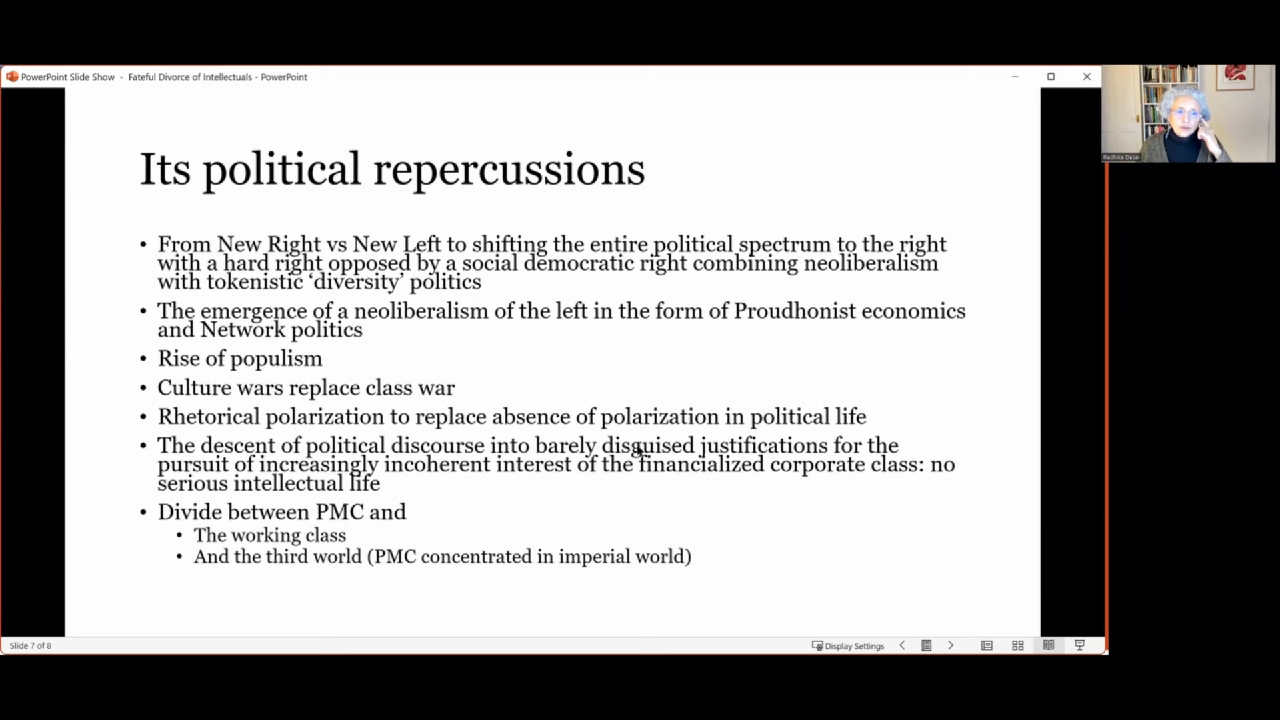 PowerPoint Slide Show - Fateful Divorce of Intellectuals - PowerPoint
Radhika Desai
Its political repercussions
• From New Right vs New Left to shifting the entire political spectrum to the right
with a hard right opposed by a social democratic right combining neoliberalism
with tokenistic ‘diversity’ politics
• The emergence of a neoliberalism of the left in the form of Proudhonist economics
and Network politics
• Rise of populism
• Culture wars replace class war
• Rhetorical polarization to replace absence of polarization in political life
• The descent of political discourse into barely disguised justifications for the
pursuit of increasingly incoherent interest of the financialized corporate class: no
serious intellectual life
• Divide between PMC and
• The working class
• And the third world (PMC concentrated in imperial world)
Slide 7 of 8
Display Settings